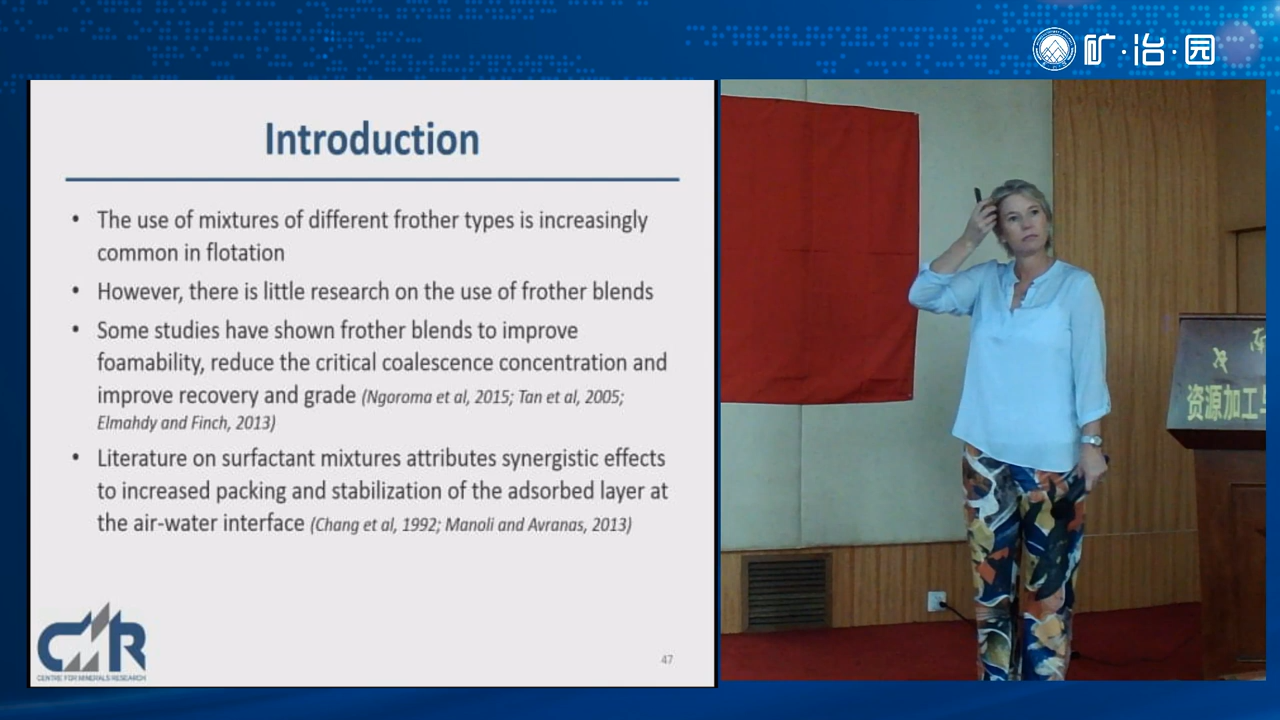 矿·冶·园
Introduction
• The use of mixtures of different frother types is increasingly
common in flotation
• However, there is little research on the use of frother blends
• Some studies have shown frother blends to improve
foamability, reduce the critical coalescence concentration and
improve recovery and grade (Ngoroma et al, 2015; Tan et al, 2005;
Elmahdy and Finch, 2013)
• Literature on surfactant mixtures attributes synergistic effects
to increased packing and stabilization of the adsorbed layer at
the air-water interface (Chang et al, 1992; Manoli and Avranas, 2013)
CMR
CENTRE FOR MINERALS RESEARCH
47
南
资源加工与